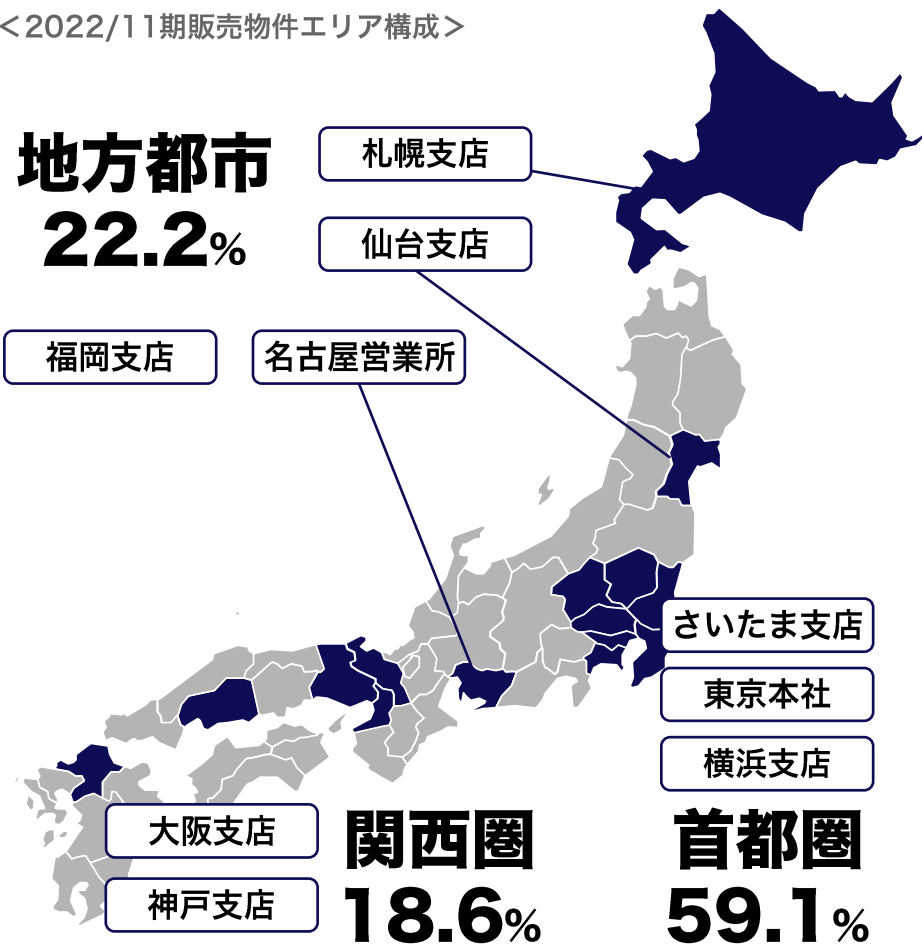 ＜2022/11期販売物件エリア構成＞
地方都市
22.2%
札幌支店
仙台支店
福岡支店
名古屋営業所
さいたま支店
東京本社
横浜支店
大阪支店
神戸支店
関西圏
18.6%
首都圏
59.1%